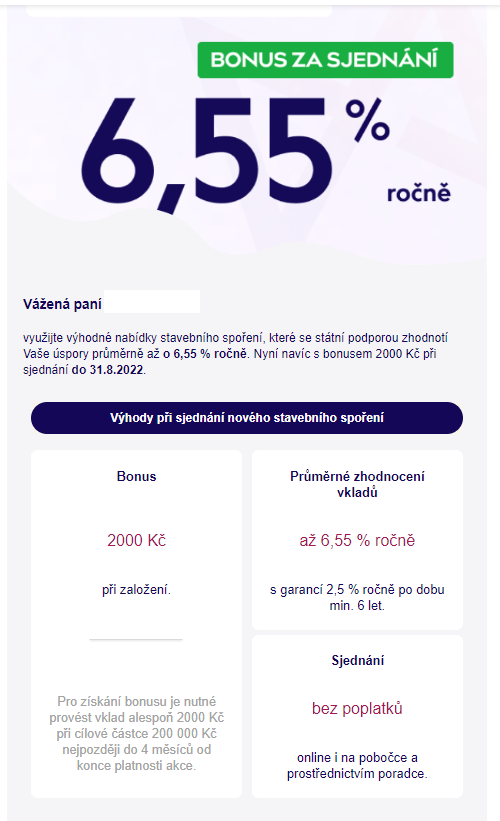 BONUS ZA SJEDNÁNÍ
6,55 %
ročně
Vážená paní
využijte výhodné nabídky stavebního spoření, které se státní podporou zhodnotí
Vaše úspory průměrně až o 6,55 % ročně. Nyní navíc s bonusem 2000 Kč při
sjednání do 31.8.2022.
Výhody při sjednání nového stavebního spoření
Bonus
2000 Kč
při založení.
Pro získání bonusu je nutné
provést vklad alespoň 2000 Kč
při cílové částce 200 000 Kč
nejpozději do 4 měsíců od
konce platnosti akce.
Průměrné zhodnocení
vkladů
až 6,55 % ročně
s garancí 2,5 % ročně po dobu
min. 6 let.
Sjednání
bez poplatků
online i na pobočce a
prostřednictvím poradce.